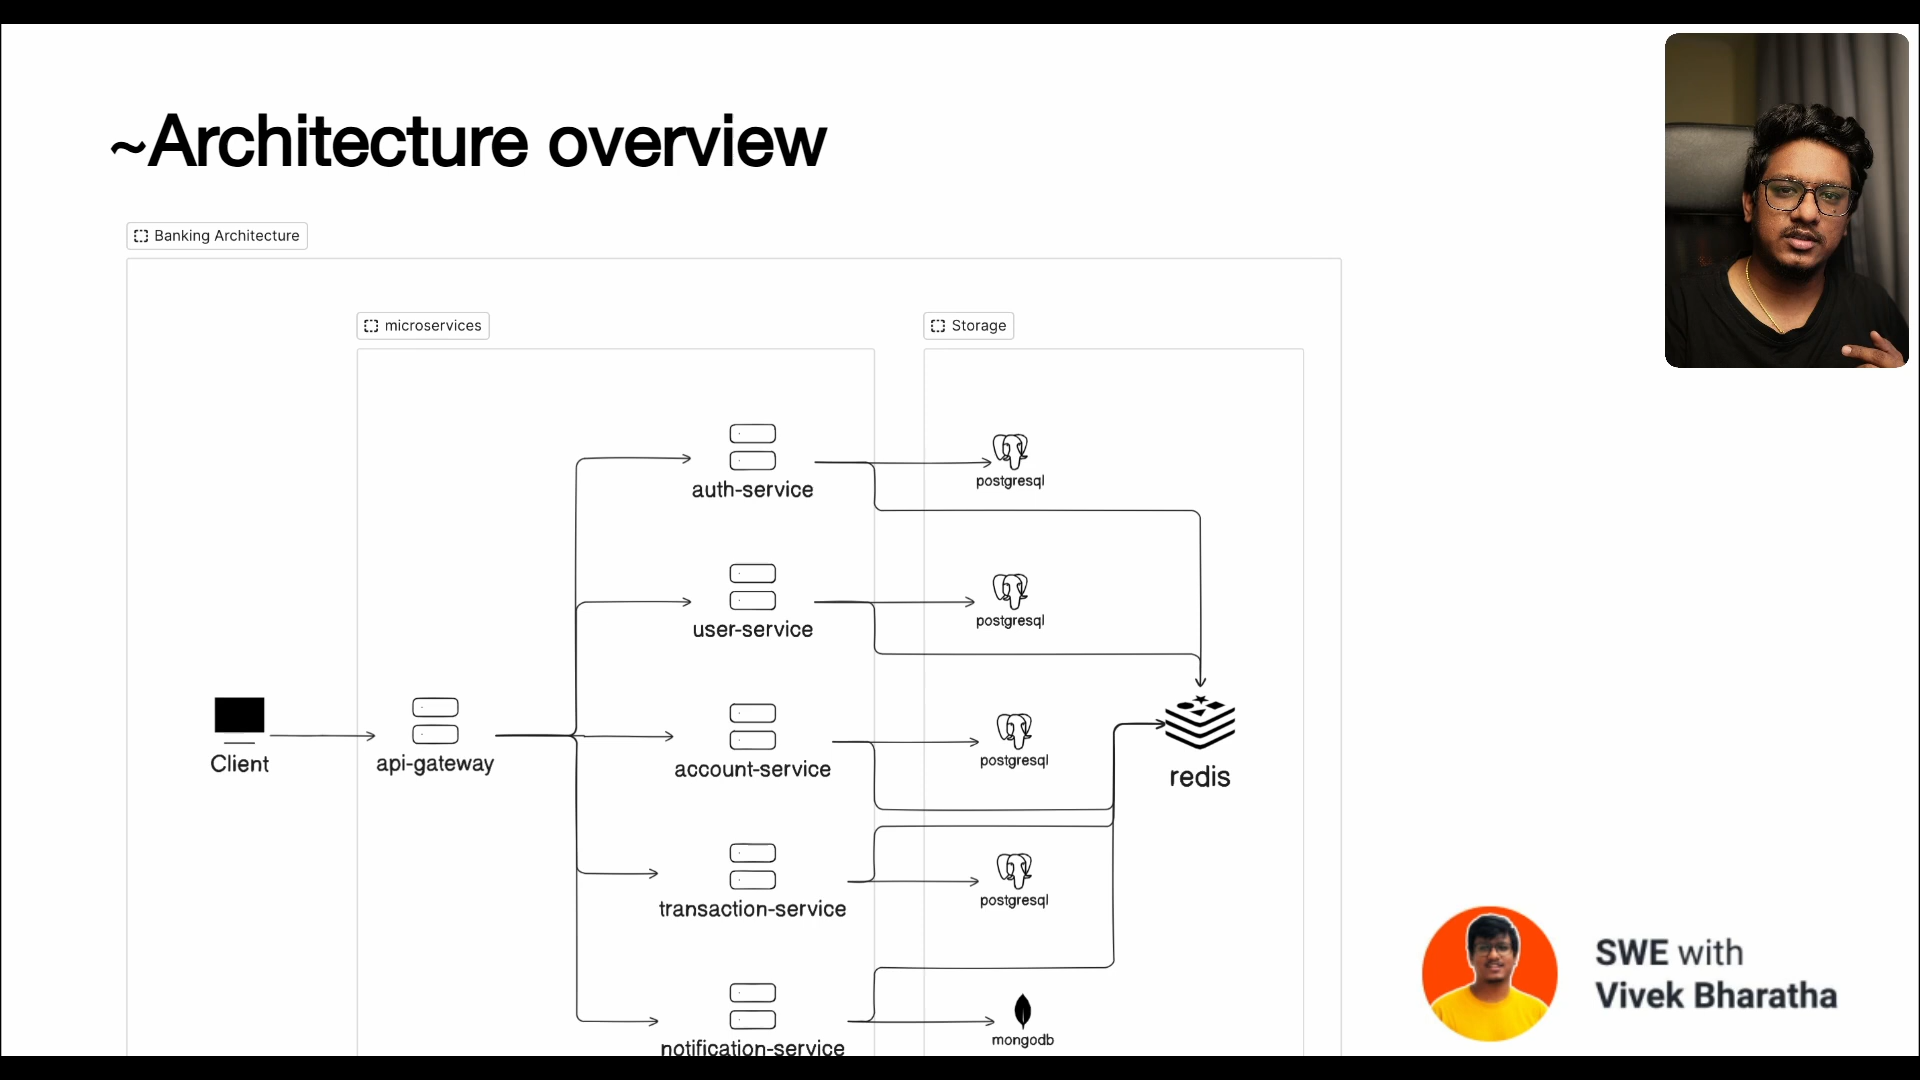 ~Architecture overview
Banking Architecture
microservices
Storage
auth-service
postgresql
user-service
postgresql
Client
api-gateway
account-service
postgresql
redis
transaction-service
postgresql
notification-service
mongodb
SWE with
Vivek Bharatha